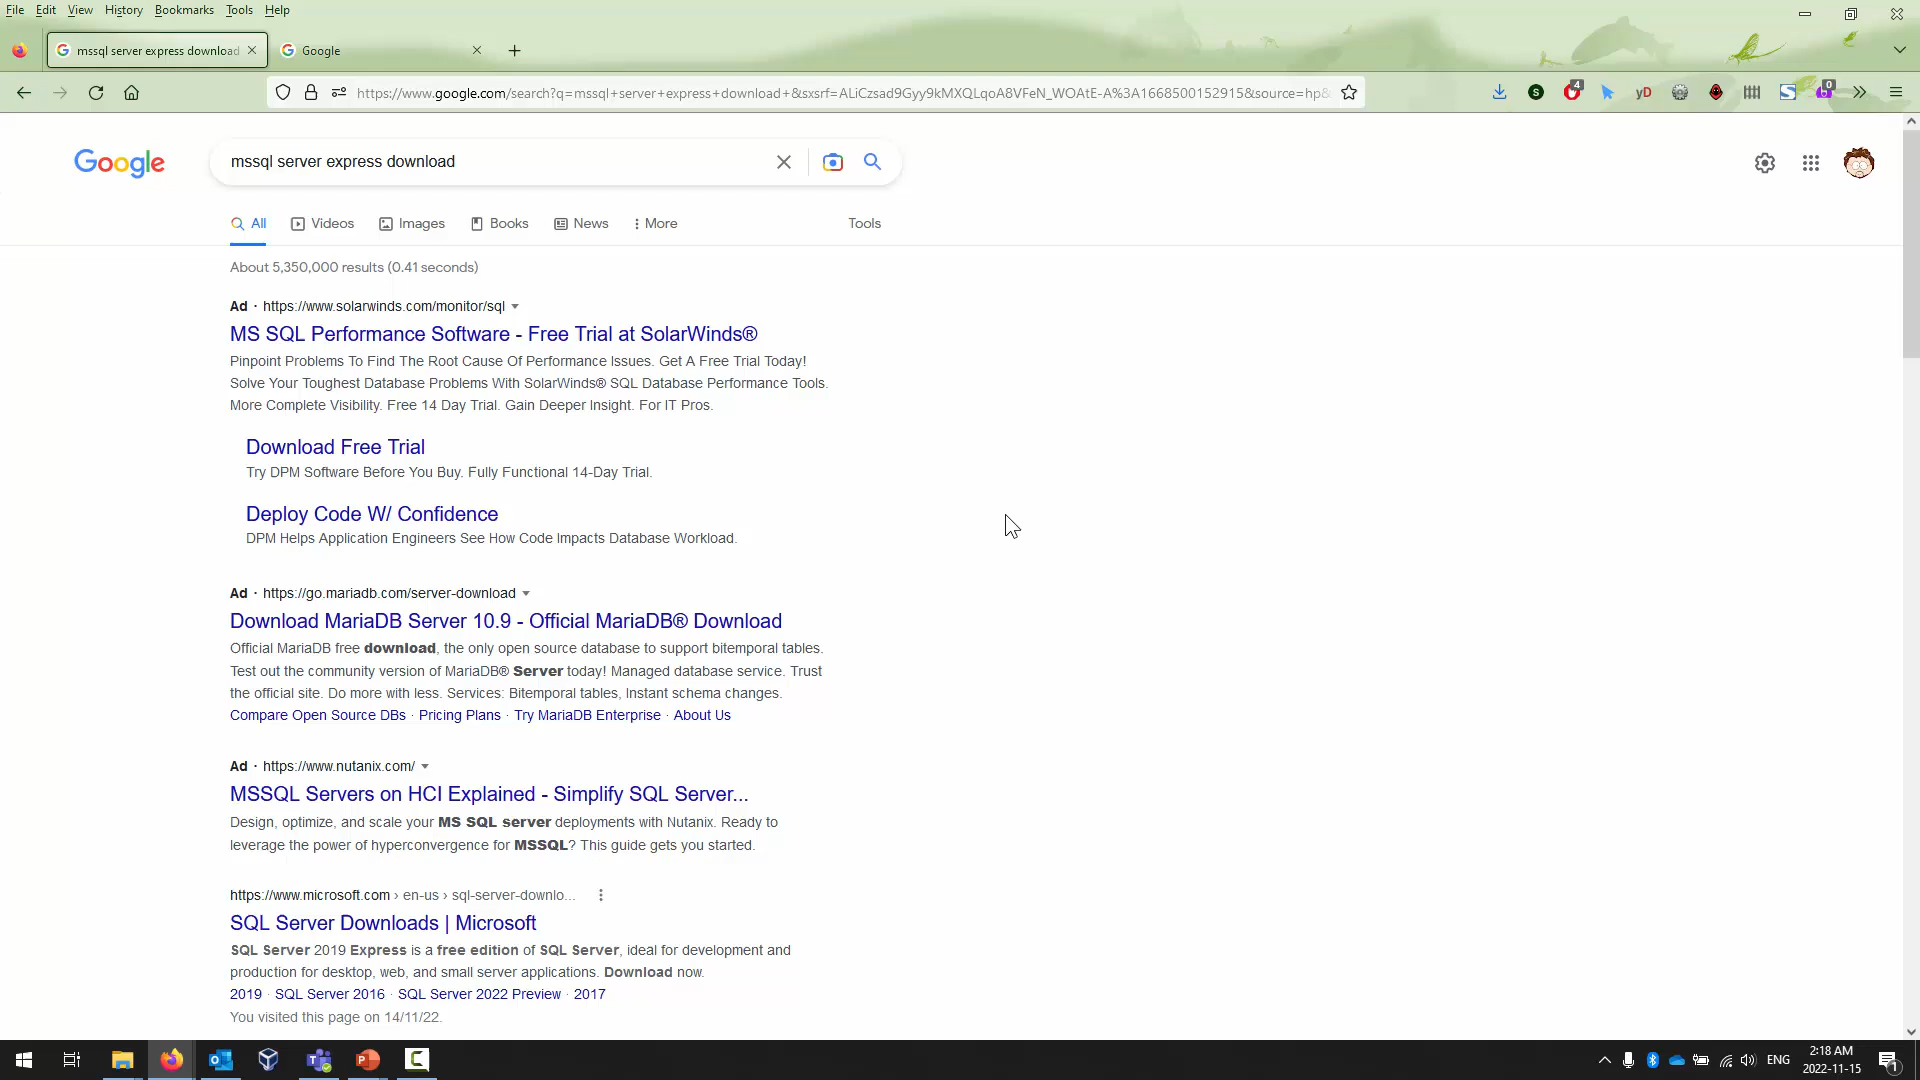 File Edit View History Bookmarks Tools Help
mssql server express download
Google
https://www.google.com/search?q=mssql+server+express+download+&sxsrf=ALiCzsad9Gyy9kMXQLqoA8VFeN_WOAtE-A%3A1668500152915&source=hp&
4
yD
0
Google
mssql server express download
All Videos Images Books News More Tools
About 5,350,000 results (0.41 seconds)
Ad · https://www.solarwinds.com/monitor/sql
MS SQL Performance Software - Free Trial at SolarWinds®
Pinpoint Problems To Find The Root Cause Of Performance Issues. Get A Free Trial Today!
Solve Your Toughest Database Problems With SolarWinds® SQL Database Performance Tools.
More Complete Visibility. Free 14 Day Trial. Gain Deeper Insight. For IT Pros.
Download Free Trial
Try DPM Software Before You Buy. Fully Functional 14-Day Trial.
Deploy Code W/ Confidence
DPM Helps Application Engineers See How Code Impacts Database Workload.
Ad · https://go.mariadb.com/server-download
Download MariaDB Server 10.9 - Official MariaDB® Download
Official MariaDB free download, the only open source database to support bitemporal tables.
Test out the community version of MariaDB® Server today! Managed database service. Trust
the official site. Do more with less. Services: Bitemporal tables, Instant schema changes.
Compare Open Source DBs · Pricing Plans · Try MariaDB Enterprise · About Us
Ad · https://www.nutanix.com/
MSSQL Servers on HCI Explained - Simplify SQL Server...
Design, optimize, and scale your MS SQL server deployments with Nutanix. Ready to
leverage the power of hyperconvergence for MSSQL? This guide gets you started.
https://www.microsoft.com › en-us › sql-server-downlo...
SQL Server Downloads | Microsoft
SQL Server 2019 Express is a free edition of SQL Server, ideal for development and
production for desktop, web, and small server applications. Download now.
2019 · SQL Server 2016 · SQL Server 2022 Preview · 2017
You visited this page on 14/11/22.
ENG
2:18 AM
2022-11-15
1